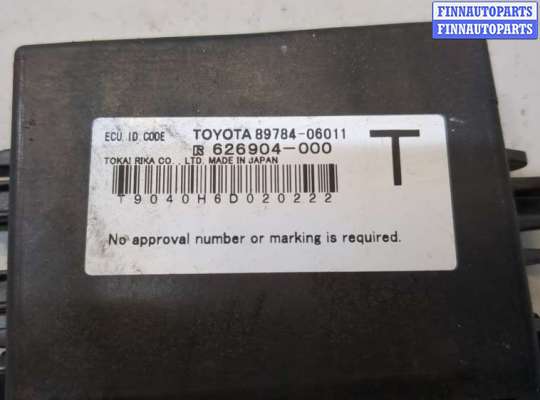 FINNAUTOPARTS
FINNAUTOPARTS
ECU ID CODE TOYOTA 89784-06011
626904-000
T
TOKAI RIKA CO., LTD. MADE IN JAPAN
T9040H6D020222
No approval number or marking is required.